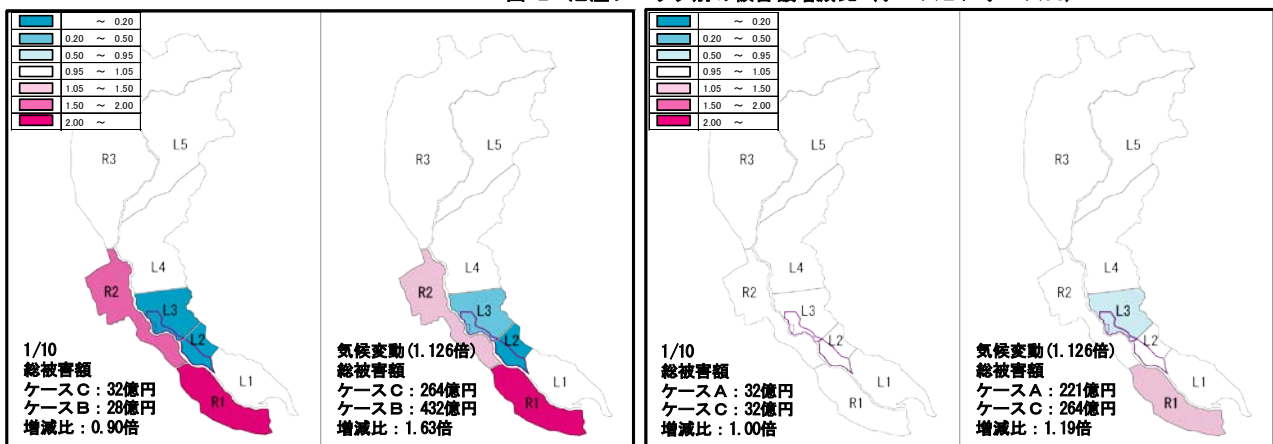 ～ 0.20
0.20 ～ 0.50
0.50 ～ 0.95
0.95 ～ 1.05
1.05 ～ 1.50
1.50 ～ 2.00
2.00 ～
R3
L5
L4
R2
L3
L2
L1
R1
1/10
総被害額
ケースＣ：32億円
ケースＢ：28億円
増減比：0.90倍
R3
L5
L4
R2
L3
L2
L1
R1
気候変動(1.126倍)
総被害額
ケースＣ：264億円
ケースＢ：432億円
増減比：1.63倍
～ 0.20
0.20 ～ 0.50
0.50 ～ 0.95
0.95 ～ 1.05
1.05 ～ 1.50
1.50 ～ 2.00
2.00 ～
R3
L5
L4
R2
L3
L2
L1
R1
1/10
総被害額
ケースＡ：32億円
ケースＣ：32億円
増減比：1.00倍
R3
L5
L4
R2
L3
L2
L1
R1
気候変動(1.126倍)
総被害額
ケースＡ：221億円
ケースＣ：264億円
増減比：1.19倍